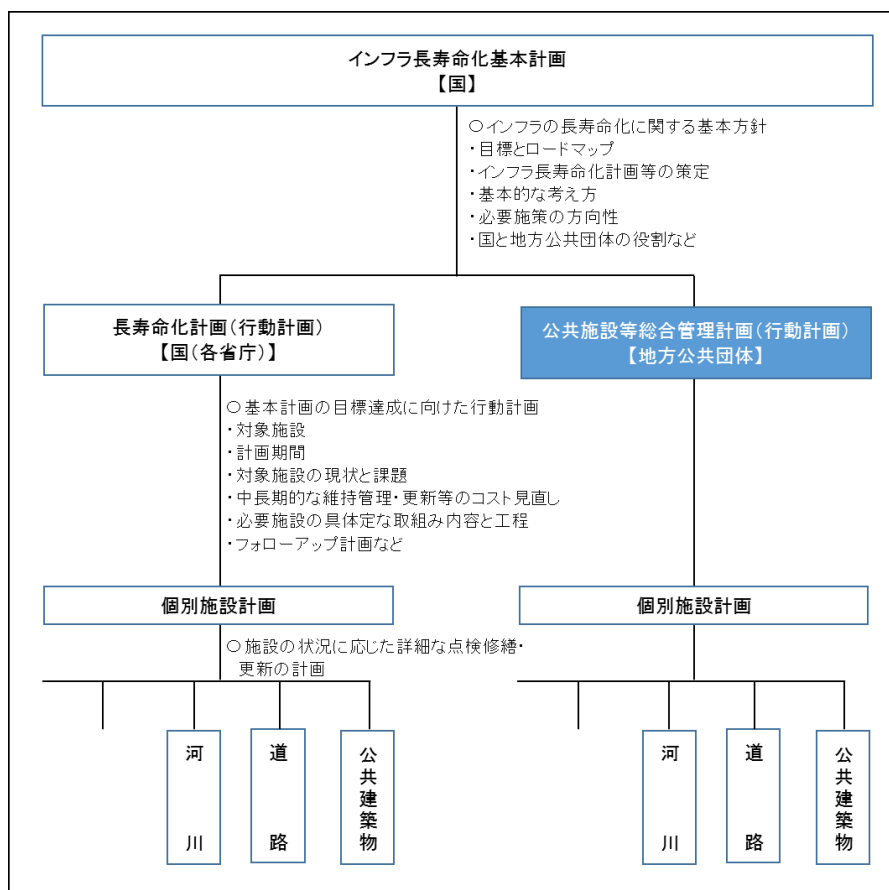 インフラ長寿命化基本計画
【国】
○インフラの長寿命化に関する基本方針
・目標とロードマップ
・インフラ長寿命化計画等の策定
・基本的な考え方
・必要施策の方向性
・国と地方公共団体の役割など
長寿命化計画(行動計画)
【国(各省庁)】
公共施設等総合管理計画(行動計画)
【地方公共団体】
○基本計画の目標達成に向けた行動計画
・対象施設
・計画期間
・対象施設の現状と課題
・中長期的な維持管理・更新等のコスト見直し
・必要施設の具体定な取組み内容と工程
・フォローアップ計画など
個別施設計画
個別施設計画
○施設の状況に応じた詳細な点検修繕・
更新の計画
河川
道路
公共建築物
河川
道路
公共建築物